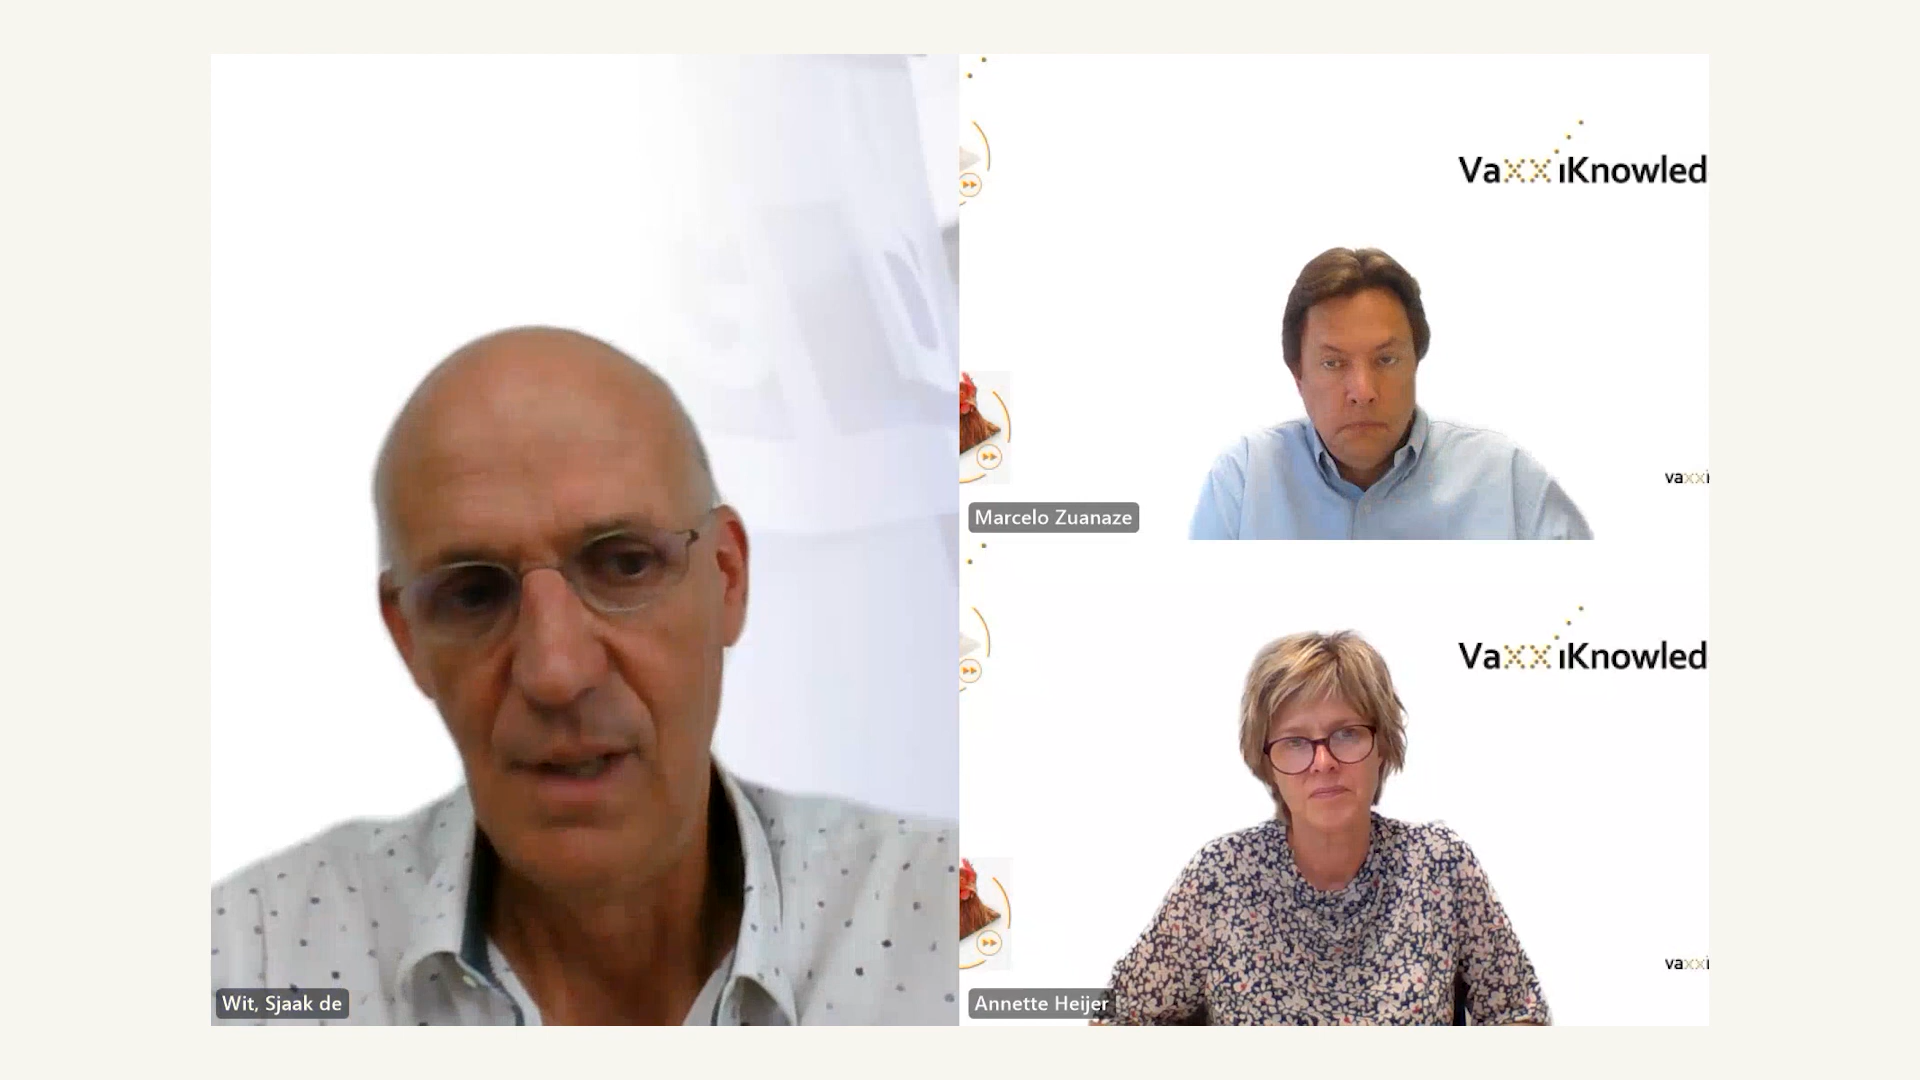 VaxxiKnowled
Marcelo Zuanaze
vaxxi
VaxxiKnowled
Wit, Sjaak de
Annette Heijer
vaxxi